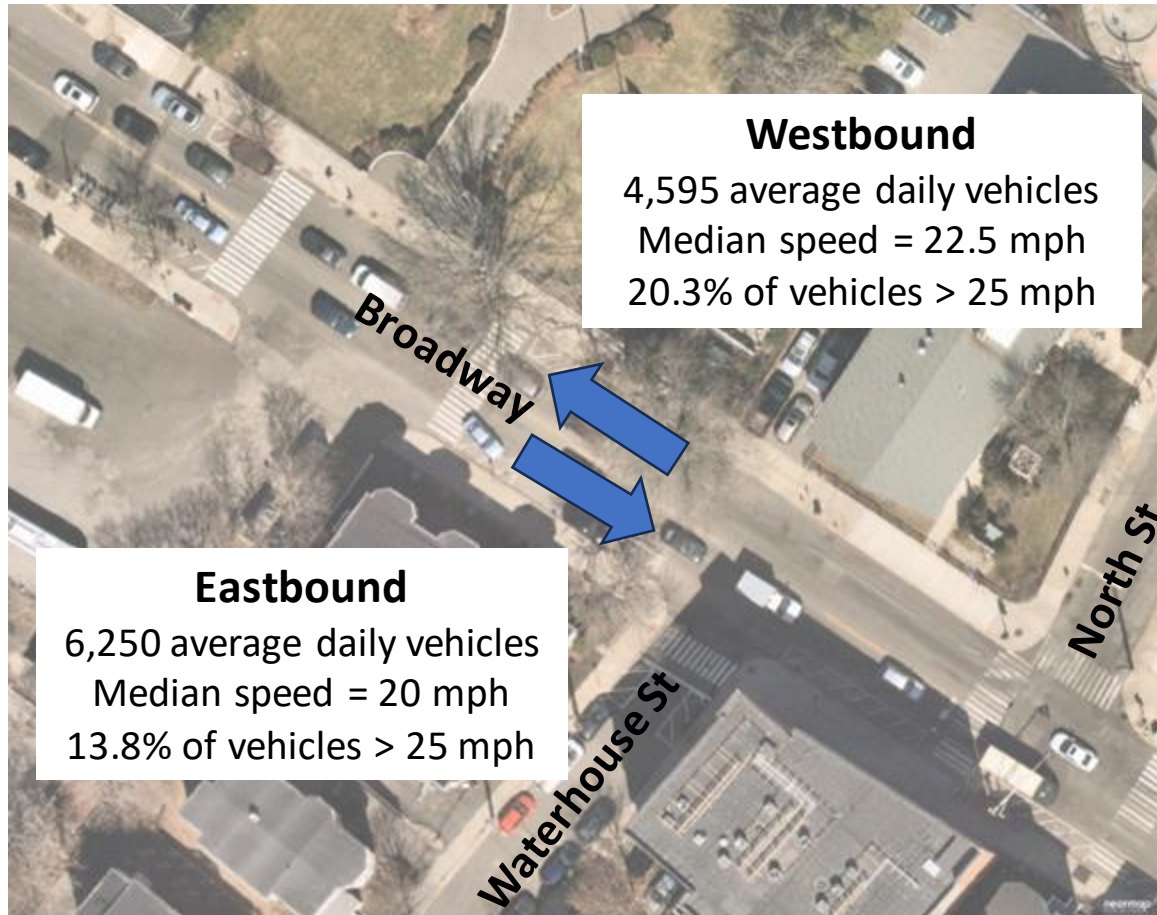 Westbound
4,595 average daily vehicles
Median speed = 22.5 mph
20.3% of vehicles > 25 mph
Broadway
North St
Eastbound
6,250 average daily vehicles
Median speed = 20 mph
13.8% of vehicles > 25 mph
Waterhouse St
nearmap